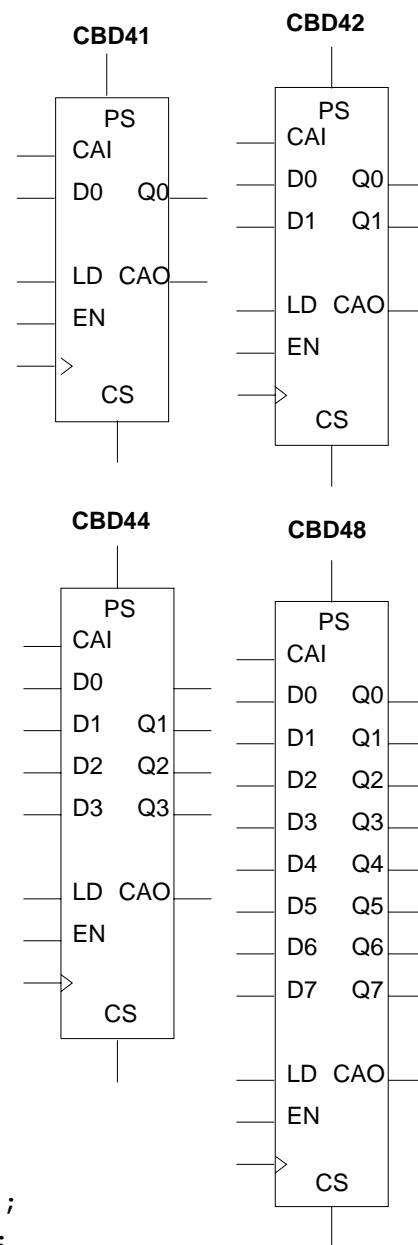 CBD41
PS
CAI
D0 Q0
LD CAO
EN
CS
CBD42
PS
CAI
D0 Q0
D1 Q1
LD CAO
EN
CS
CBD44
PS
CAI
D0
D1 Q1
D2 Q2
D3 Q3
LD CAO
EN
CS
CBD48
PS
CAI
D0 Q0
D1 Q1
D2 Q2
D3 Q3
D4 Q4
D5 Q5
D6 Q6
D7 Q7
LD CAO
EN
CS
;